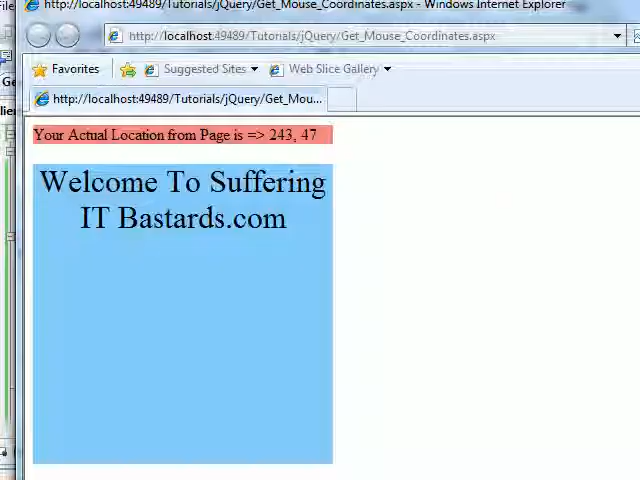 http://localhost:49489/Tutorials/jQuery/Get_Mouse_Coordinates.aspx - Windows Internet Explorer
http://localhost:49489/Tutorials/jQuery/Get_Mouse_Coordinates.aspx
Favorites Suggested Sites Web Slice Gallery
http://localhost:49489/Tutorials/jQuery/Get_Mou...
Your Actual Location from Page is => 243, 47
Welcome To Suffering
IT Bastards.com